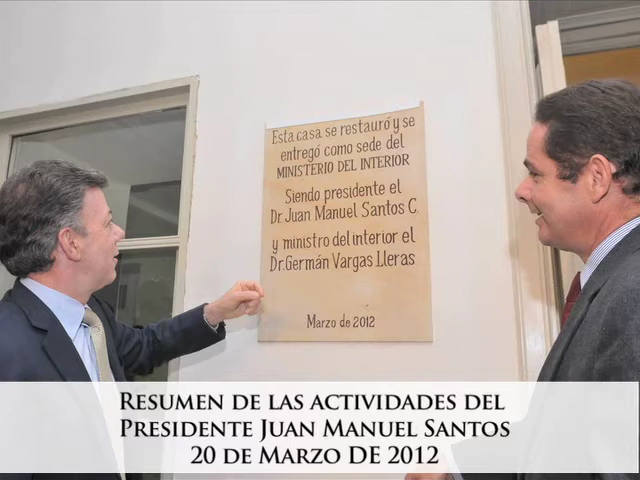 Esta casa se restauró y se
entregó como sede del
MINISTERIO DEL INTERIOR
Siendo presidente el
Dr. Juan Manuel Santos C.
y ministro del interior el
Dr. Germán Vargas Lleras
Marzo de 2012
Resumen de las actividades del
Presidente Juan Manuel Santos
20 de Marzo DE 2012